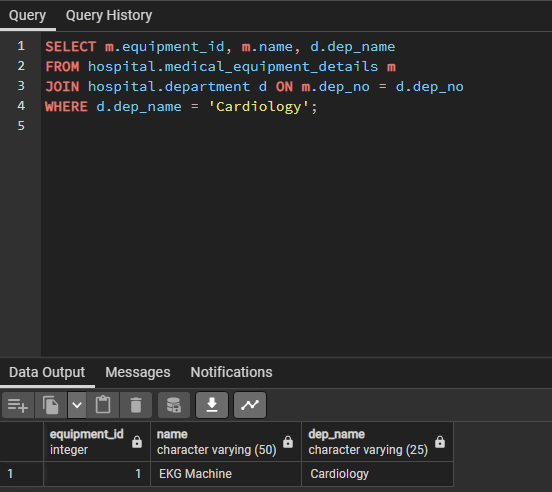 Query Query History
1 SELECT m.equipment_id, m.name, d.dep_name
2 FROM hospital.medical_equipment_details m
3 JOIN hospital.department d ON m.dep_no = d.dep_no
4 WHERE d.dep_name = 'Cardiology';
5
Data Output Messages Notifications
equipment_id name dep_name
integer character varying (50) character varying (25)
1 1 EKG Machine Cardiology